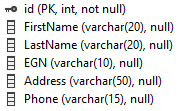 id (PK, int, not null)
FirstName (varchar(20), null)
LastName (varchar(20), null)
EGN (varchar(10), null)
Address (varchar(50), null)
Phone (varchar(15), null)